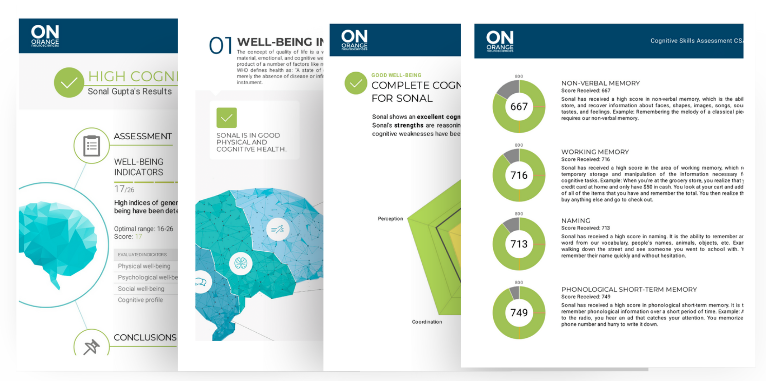 ON
ORANGE
NEUROSCIENCES
HIGH COGNI
Sonal Gupta's Results
ASSESSMENT
WELL-BEING
INDICATORS
17/26
High indices of gener
being have been dete
Optimal range: 16-26
Score: 17
Physical well-being
Psychological well-be
Social well-being
Cognitive profile
CONCLUSIONS
01 WELL-BEING IN
The concept of quality of life is a v
material, emotional, and cognitive we
product of a number of factors like
WHO defines health as: "A state of
merely the absence of disease or infi
instrument.
SONAL IS IN GOOD
PHYSICAL AND
COGNITIVE HEALTH.
ON
ORANGE
NEUROSCIENCES
GOOD WELL-BEING
COMPLETE COGN
FOR SONAL
Sonal shows an excellent cogn
Sonal's strengths are reasonin
cognitive weaknesses have bee
Perception
Coordination
ON
ORANGE
NEUROSCIENCES
Cognitive Skills Assessment CSA
800
667
NON-VERBAL MEMORY
Score Received: 667
Sonal has received a high score in non-verbal memory, which is the abil
store, and recover information about faces, shapes, images, songs, sou
tastes, and feelings. Example: Remembering the melody of a classical pie
requires our non-verbal memory.
800
716
WORKING MEMORY
Score Received: 716
Sonal has received a high score in the area of working memory, which r
temporary storage and manipulation of the information necessary f
cognitive tasks. Example: When you're at the grocery store, you realize that y
credit card at home and only have $50 in cash. You look at your cart and add
of all of the items that you have and remember the total. You then realize th
buy anything else and go to check out.
800
713
NAMING
Score Received: 713
Sonal has received a high score in naming. It is the ability to remember an
word from our vocabulary, people's names, animals, objects, etc. Exar
walking down the street and see someone you went to school with. Y
remember their name quickly and without hesitation.
800
749
PHONOLOGICAL SHORT-TERM MEMORY
Score Received: 749
Sonal has received a high score in phonological short-term memory. It is t
remember phonological information over a short period of time. Example: A
to the radio, you hear an ad that catches your attention. You memorize
phone number and hurry to write it down.